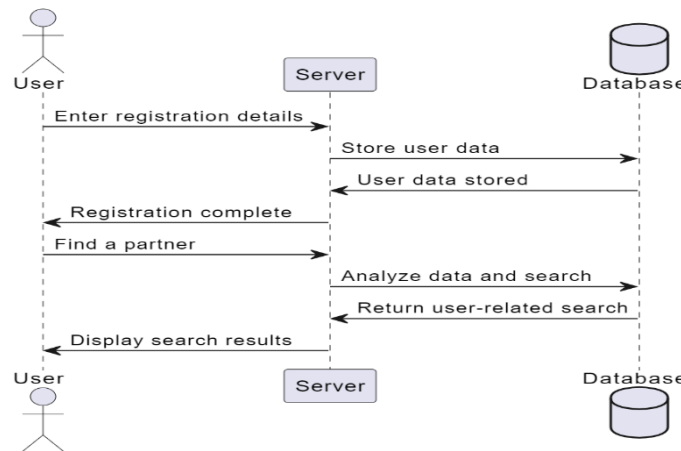 User
Server
Database
Enter registration details
Store user data
User data stored
Registration complete
Find a partner
Analyze data and search
Return user-related search
Display search results
User
Server
Database